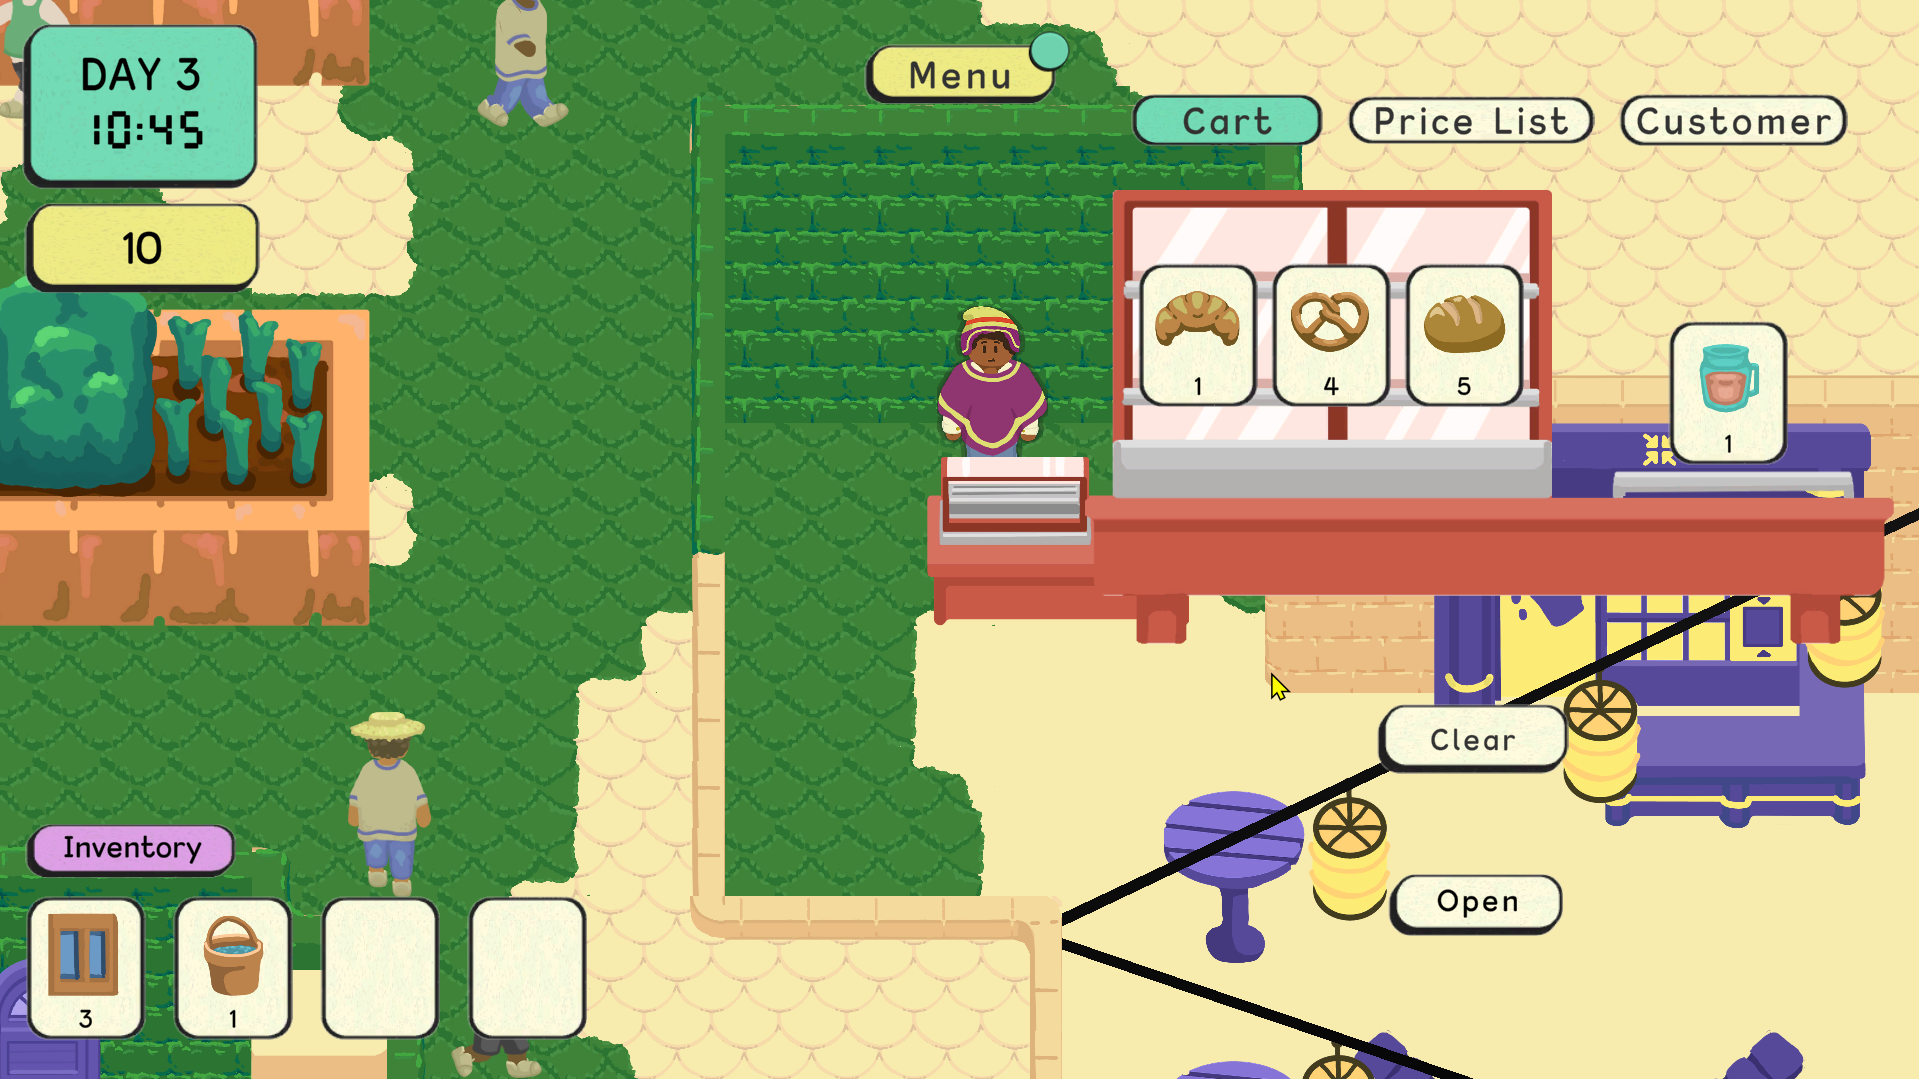 DAY 3
10:45
10
Menu
Cart
Price List
Customer
1
4
5
1
Clear
Open
Inventory
3
1